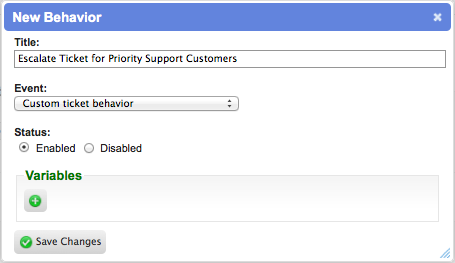 New Behavior
Title:
Escalate Ticket for Priority Support Customers
Event:
Custom ticket behavior
Status:
Enabled Disabled
Variables
Save Changes